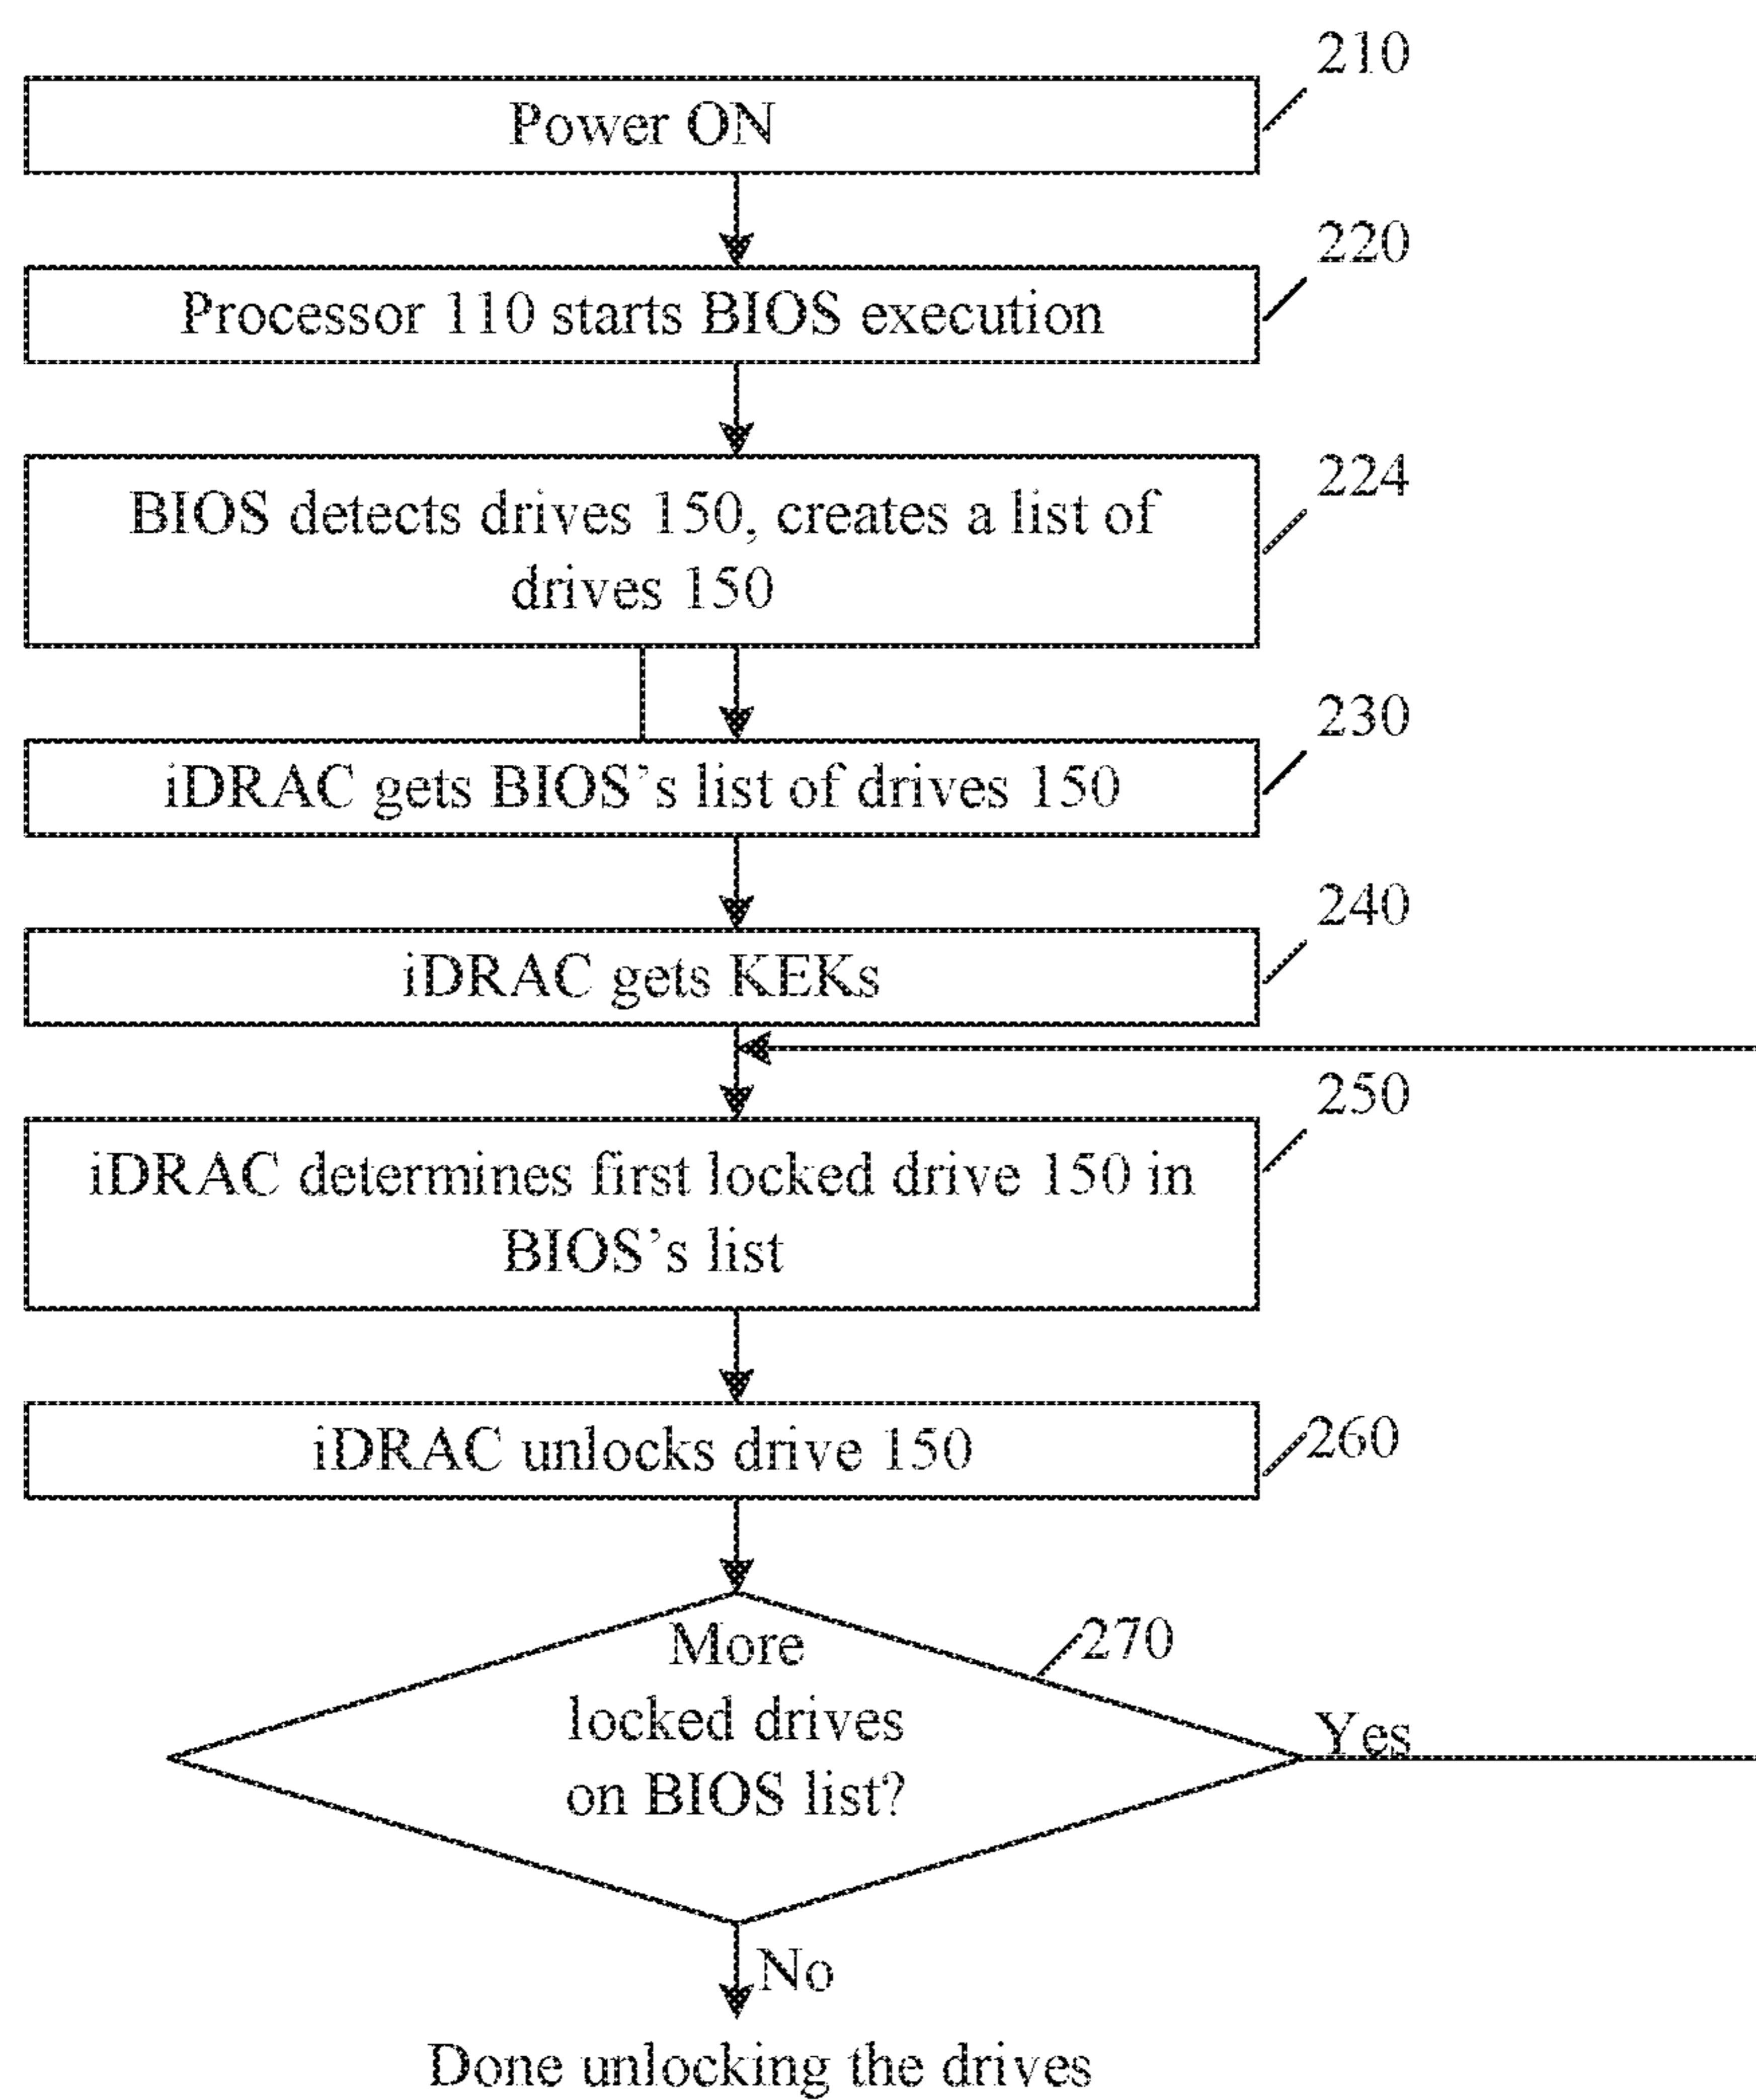 210
Power ON
220
Processor 110 starts BIOS execution
224
BIOS detects drives 150, creates a list of
drives 150
230
iDRAC gets BIOS’s list of drives 150
240
iDRAC gets KEKs
250
iDRAC determines first locked drive 150 in
BIOS’s list
iDRAC unlocks drive 150
260
More
270
locked drives
Yes
on BIOS list?
No
Done unlocking the drives